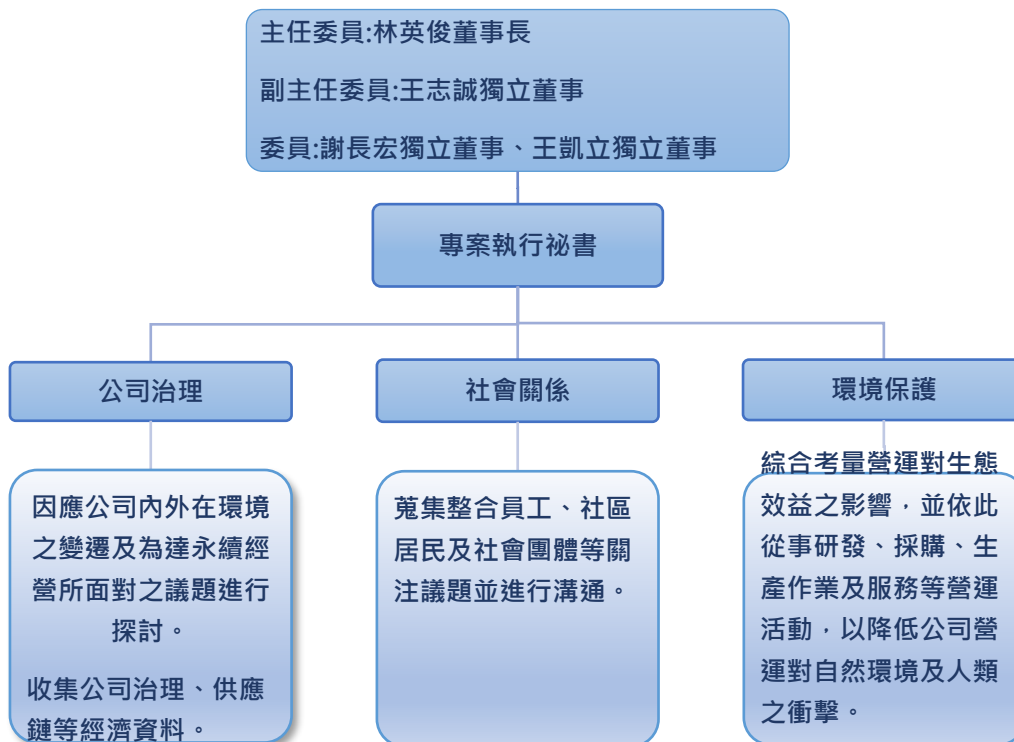 主任委員:林英俊董事長
副主任委員:王志誠獨立董事
委員:謝長宏獨立董事、王凱立獨立董事
專案執行祕書
公司治理
社會關係
環境保護
因應公司內外在環境
之變遷及為達永續經
營所面對之議題進行
探討。
收集公司治理、供應
鏈等經濟資料。
蒐集整合員工、社區
居民及社會團體等關
注議題並進行溝通。
綜合考量營運對生態
效益之影響，並依此
從事研發、採購、生
產作業及服務等營運
活動，以降低公司營
運對自然環境及人類
之衝擊。